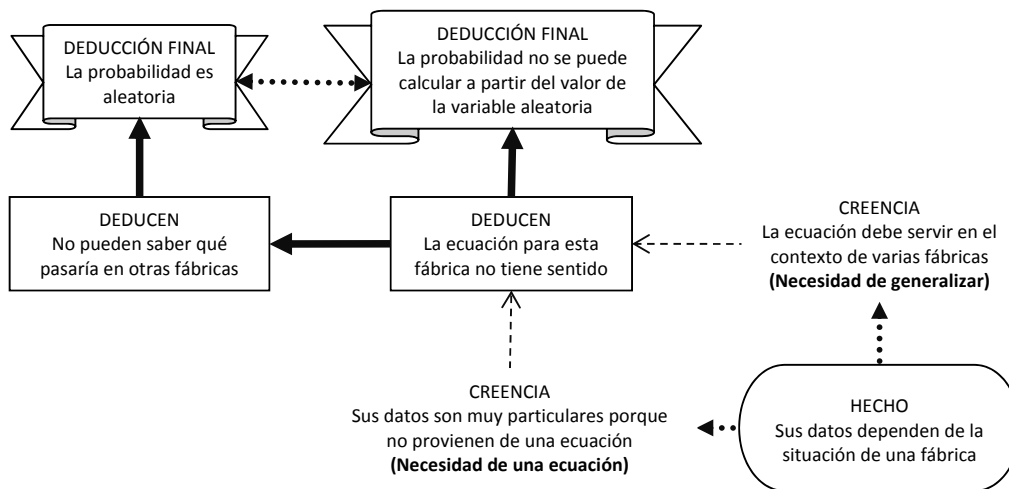 DEDUCCIÓN FINAL
La probabilidad es
aleatoria
DEDUCCIÓN FINAL
La probabilidad no se puede
calcular a partir del valor de
la variable aleatoria
DEDUCEN
No pueden saber qué
pasaría en otras fábricas
DEDUCEN
La ecuación para esta
fábrica no tiene sentido
CREENCIA
La ecuación debe servir en el
contexto de varias fábricas
(Necesidad de generalizar)
CREENCIA
Sus datos son muy particulares porque
no provienen de una ecuación
(Necesidad de una ecuación)
HECHO
Sus datos dependen de la
situación de una fábrica